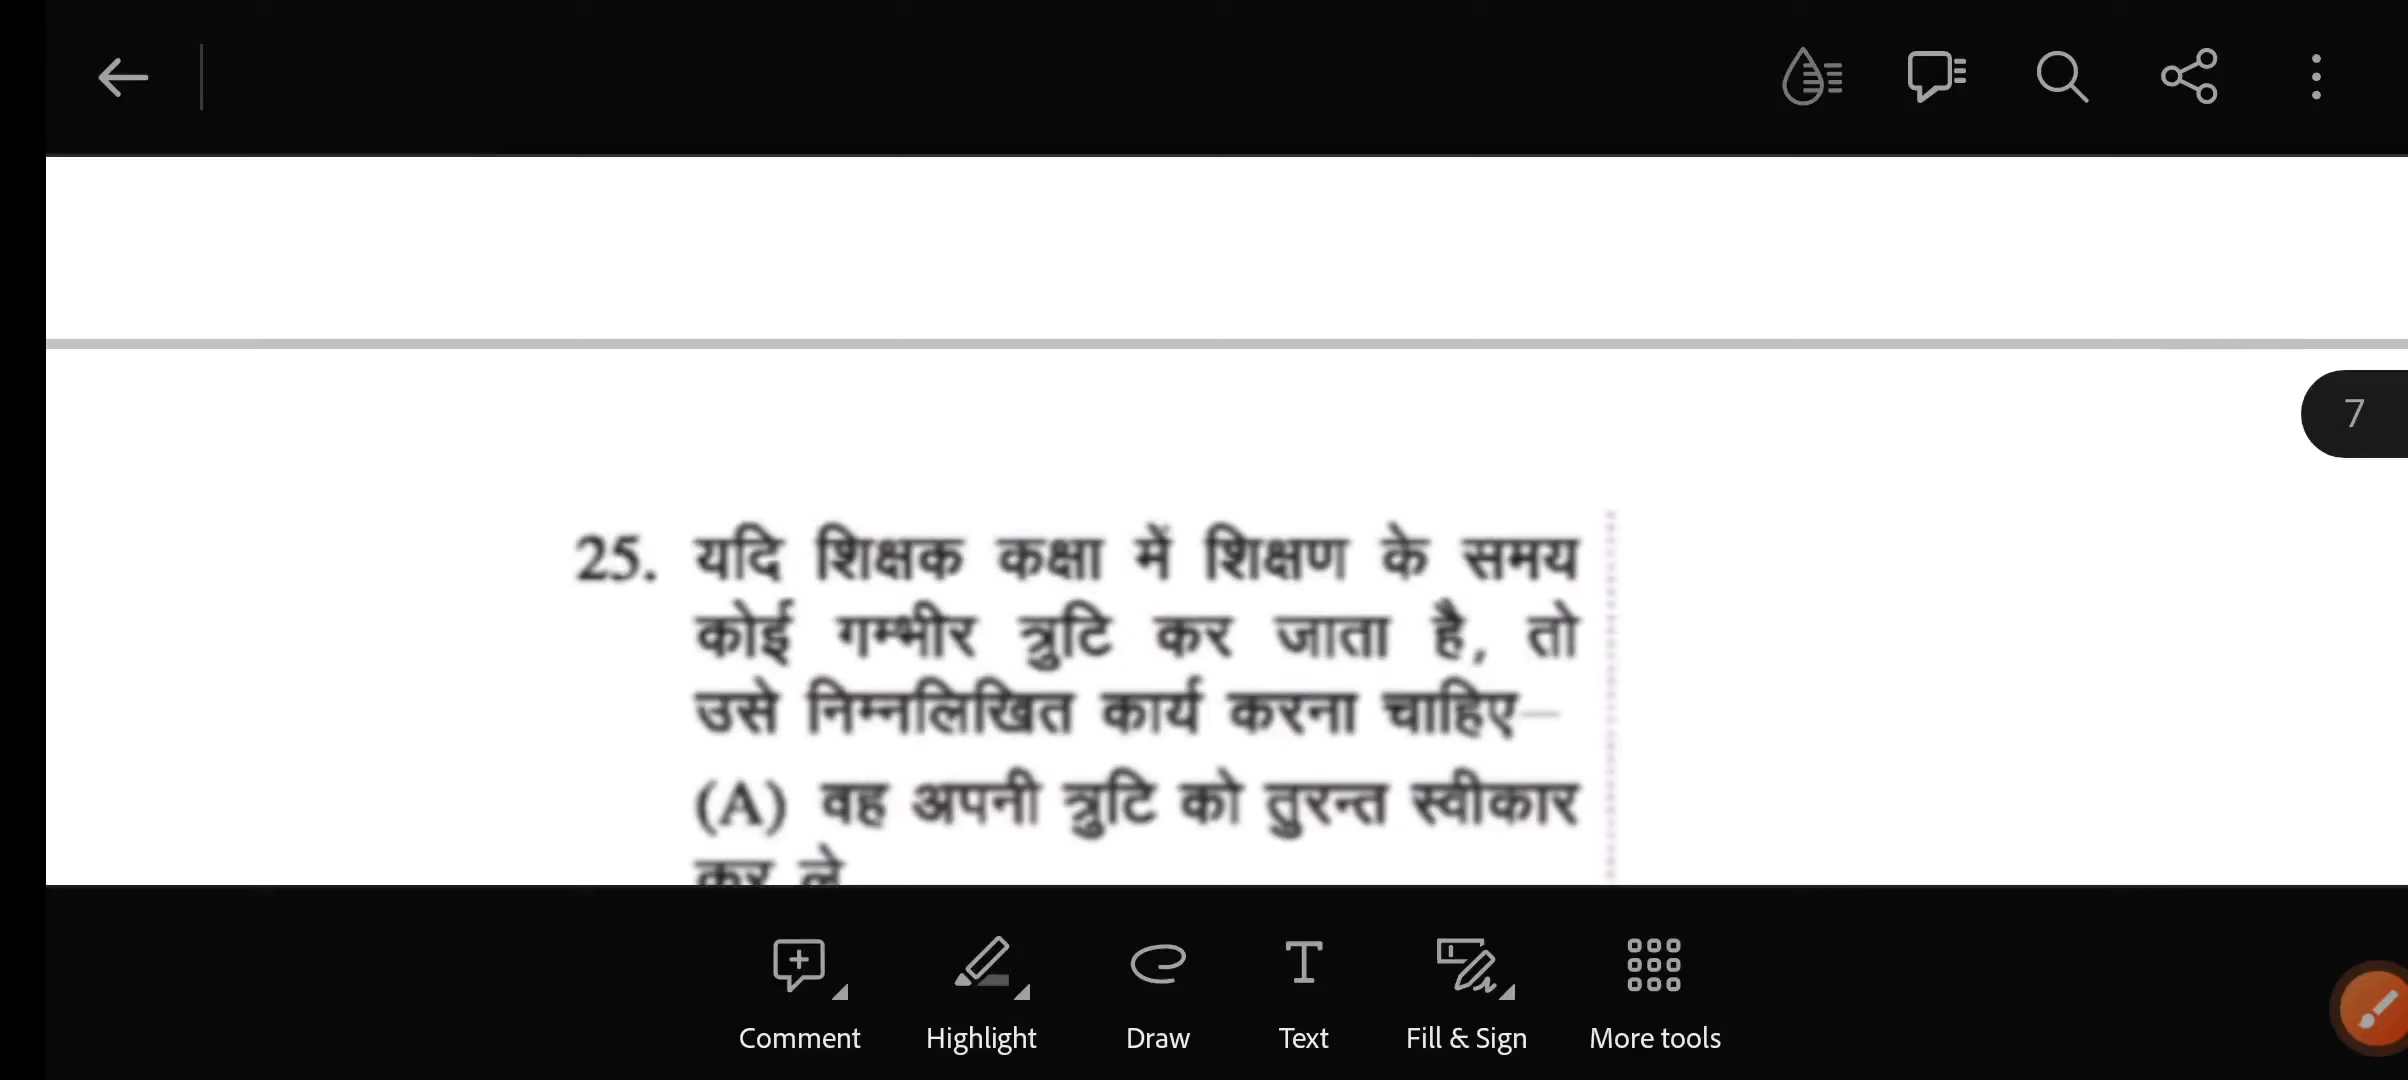 7
25. यदि शिक्षक कक्षा में शिक्षण के समय
कोई गम्भीर त्रुटि कर जाता है, तो
उसे निम्नलिखित कार्य करना चाहिए—
(A) वह अपनी त्रुटि को तुरन्त स्वीकार
कर ले
Comment Highlight Draw Text Fill & Sign More tools